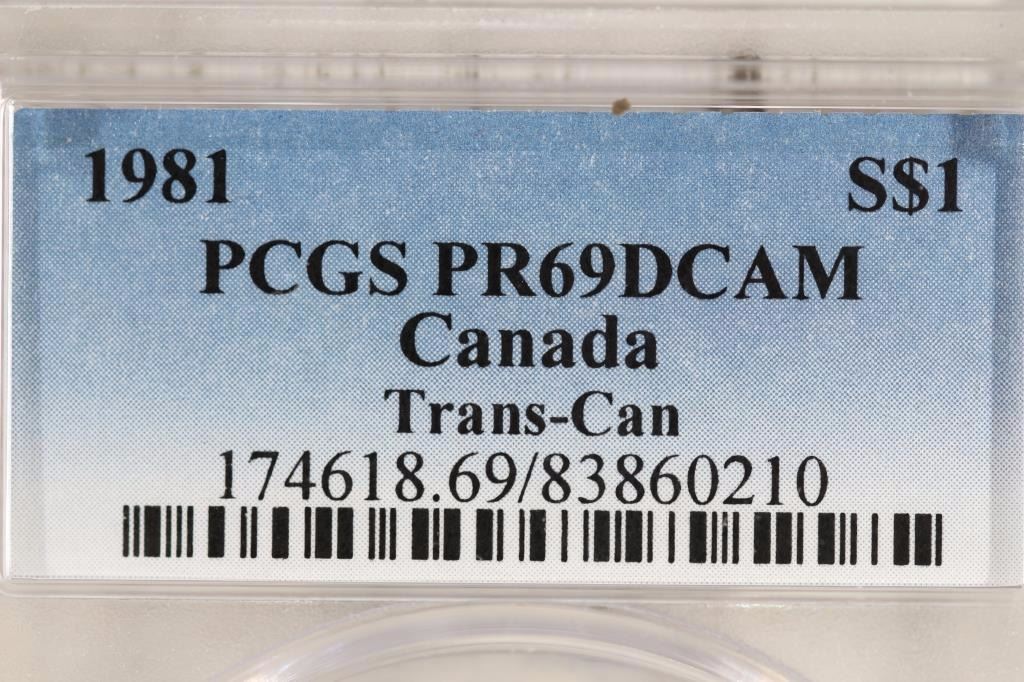 1981 S$1
PCGS PR69DCAM
Canada
Trans-Can
174618.69/83860210